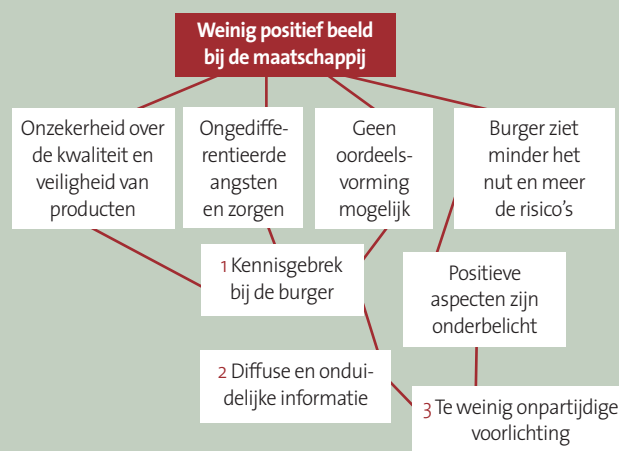 Weinig positief beeld
bij de maatschappij
Onzekerheid over
de kwaliteit en
veiligheid van
producten
Ongediffe-
rentieerde
angsten
en zorgen
Geen
oordeels-
vorming
mogelijk
Burger ziet
minder het
nut en meer
de risico's
1 Kennisgebrek
bij de burger
Positieve
aspecten zijn
onderbelicht
2 Diffuse en ondui-
delijke informatie
3 Te weinig onpartijdige
voorlichting